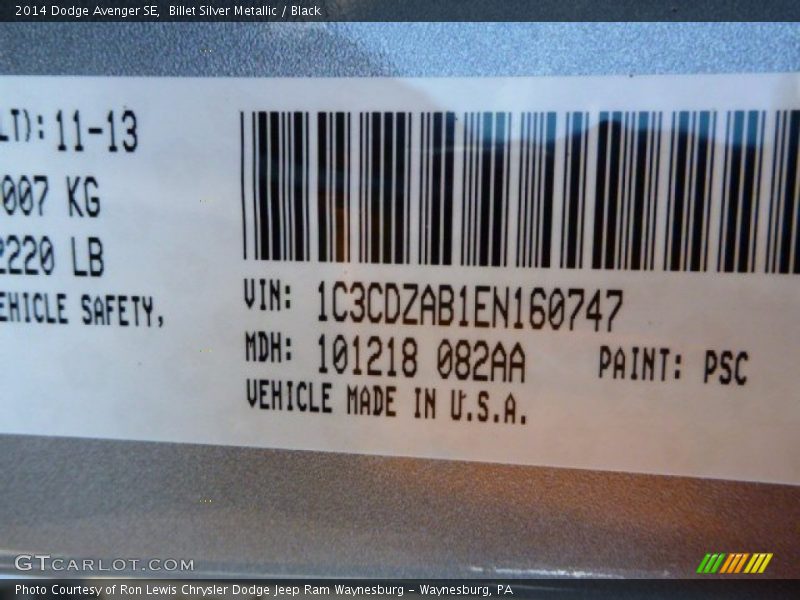 2014 Dodge Avenger SE,  Billet Silver Metallic / Black
LT): 11-13
007 KG
2220 LB
EHICLE SAFETY,
VIN: 1C3CDZAB1EN160747
MDH: 101218 082AA PAINT: PSC
VEHICLE MADE IN U.S.A.
GTCARLOT.COM
Photo Courtesy of Ron Lewis Chrysler Dodge Jeep Ram Waynesburg – Waynesburg, PA